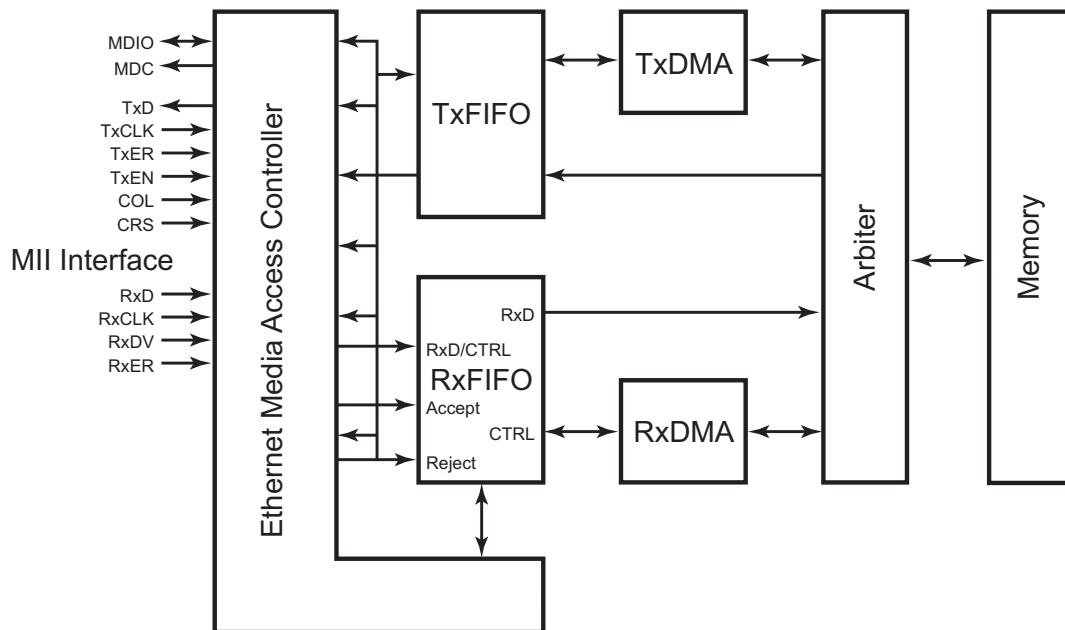 MDIO
MDC
TxD
TxCLK
TxER
TxEN
COL
CRS
MII Interface
RxD
RxCLK
RxDV
RxER
Ethernet Media Access Controller
TxFIFO
TxDMA
RxD
RxD/CTRL
RxFIFO
Accept
CTRL
Reject
RxDMA
Arbiter
Memory